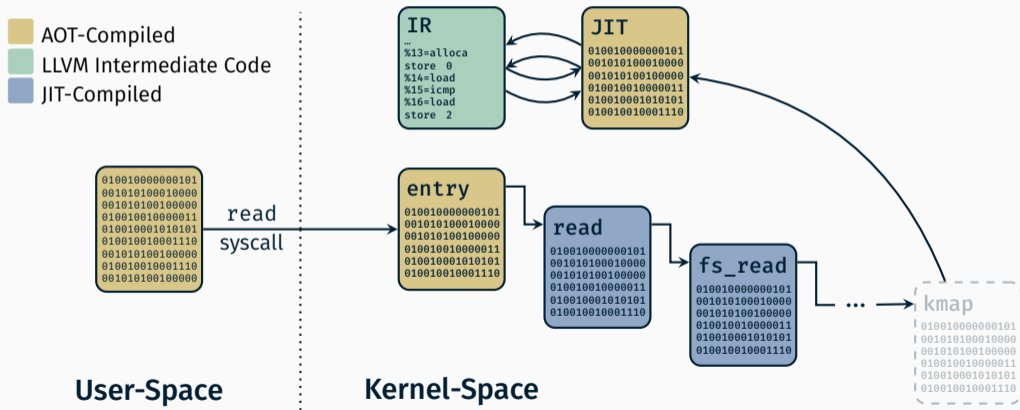 AOT-Compiled
LLVM Intermediate Code
JIT-Compiled
IR
…
%13=alloca
store 0
%14=load
%15=icmp
%16=load
store 2
JIT
010010000000101
001010100010000
001010100100000
010010010000011
010010001010101
010010010001110
010010000000101
001010100010000
001010100100000
010010010000011
010010001010101
010010010001110
001010100100000
010010010001110
001010100100000
read
syscall
entry
010010000000101
001010100010000
001010100100000
010010010000011
010010001010101
010010010001110
read
010010000000101
001010100010000
001010100100000
010010010000011
010010001010101
010010010001110
fs_read
010010000000101
001010100010000
001010100100000
010010010000011
010010001010101
010010010001110
...
kmap
010010000000101
001010100010000
001010100100000
010010010000011
010010001010101
010010010001110
User-Space
Kernel-Space